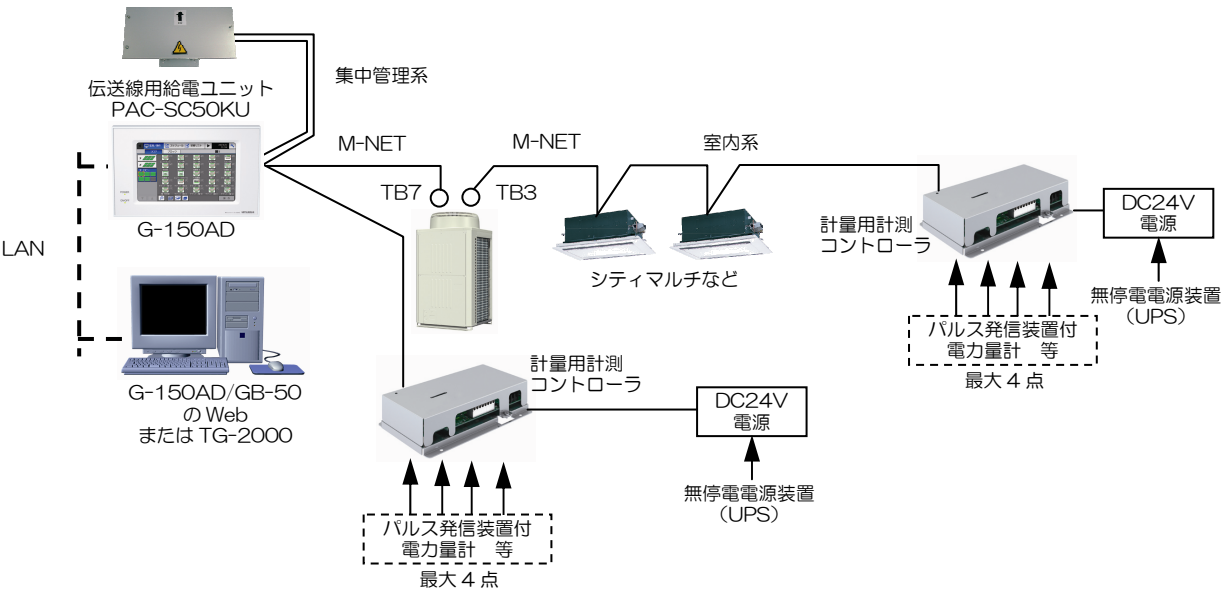 伝送線用給電ユニット
PAC-SC50KU
集中管理系
M-NET
M-NET
室内系
TB7
TB3
G-150AD
LAN
シティマルチなど
計量用計測
コントローラ
DC24V
電源
無停電電源装置
(UPS)
パルス発信装置付
電力量計 等
最大 4 点
G-150AD/GB-50
の Web
または TG-2000
計量用計測
コントローラ
DC24V
電源
無停電電源装置
(UPS)
パルス発信装置付
電力量計 等
最大 4 点